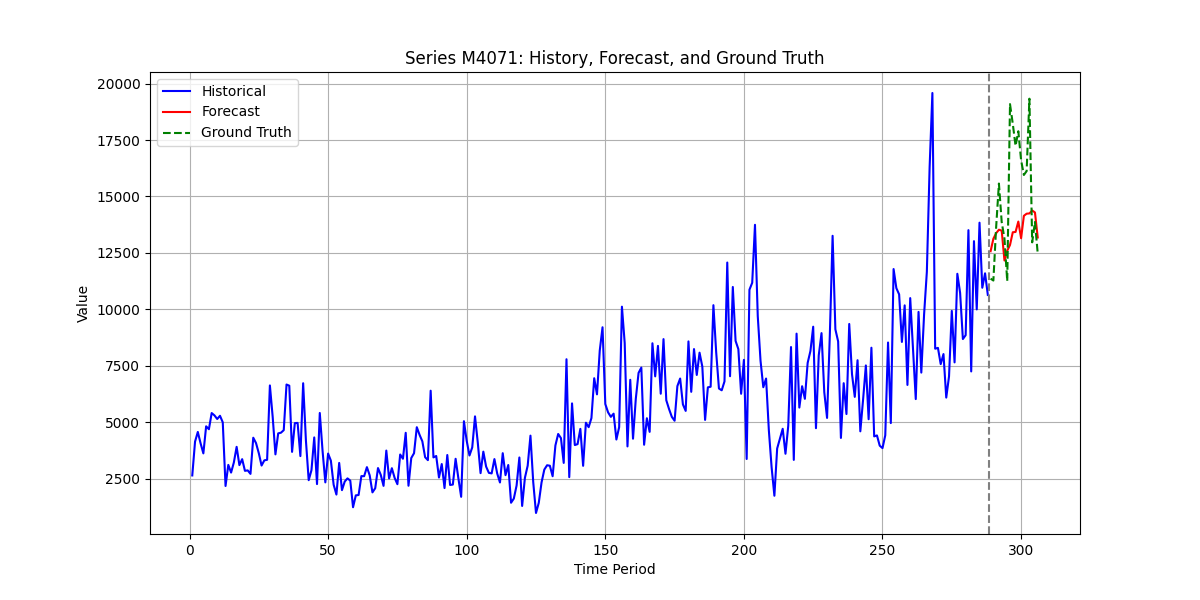 Series M4071: History, Forecast, and Ground Truth
Historical
Forecast
Ground Truth
20000
17500
15000
12500
10000
7500
5000
2500
Value
0
50
100
150
200
250
300
Time Period